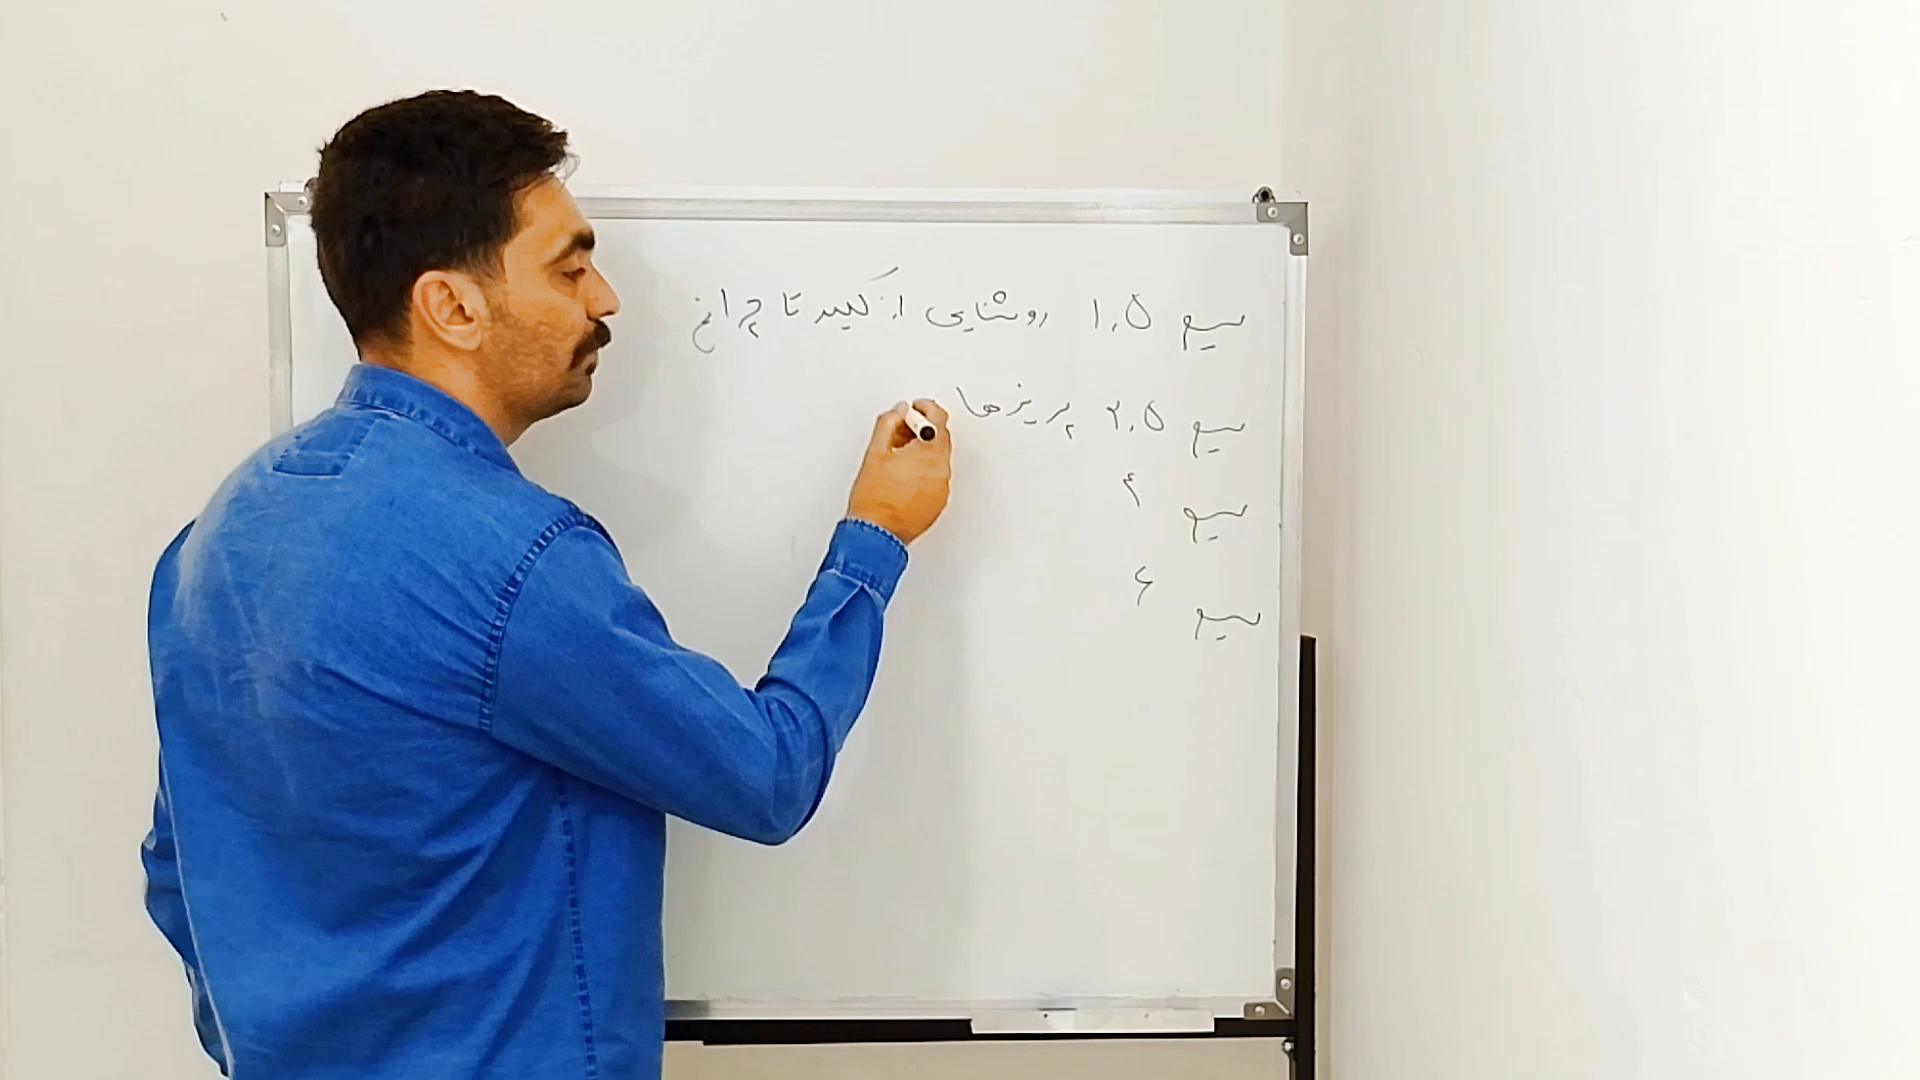 سیم ۱.۵ روشنایی از کلید تا چراغ
سیم ۲.۵ پریزها
سیم ۴
سیم ۶